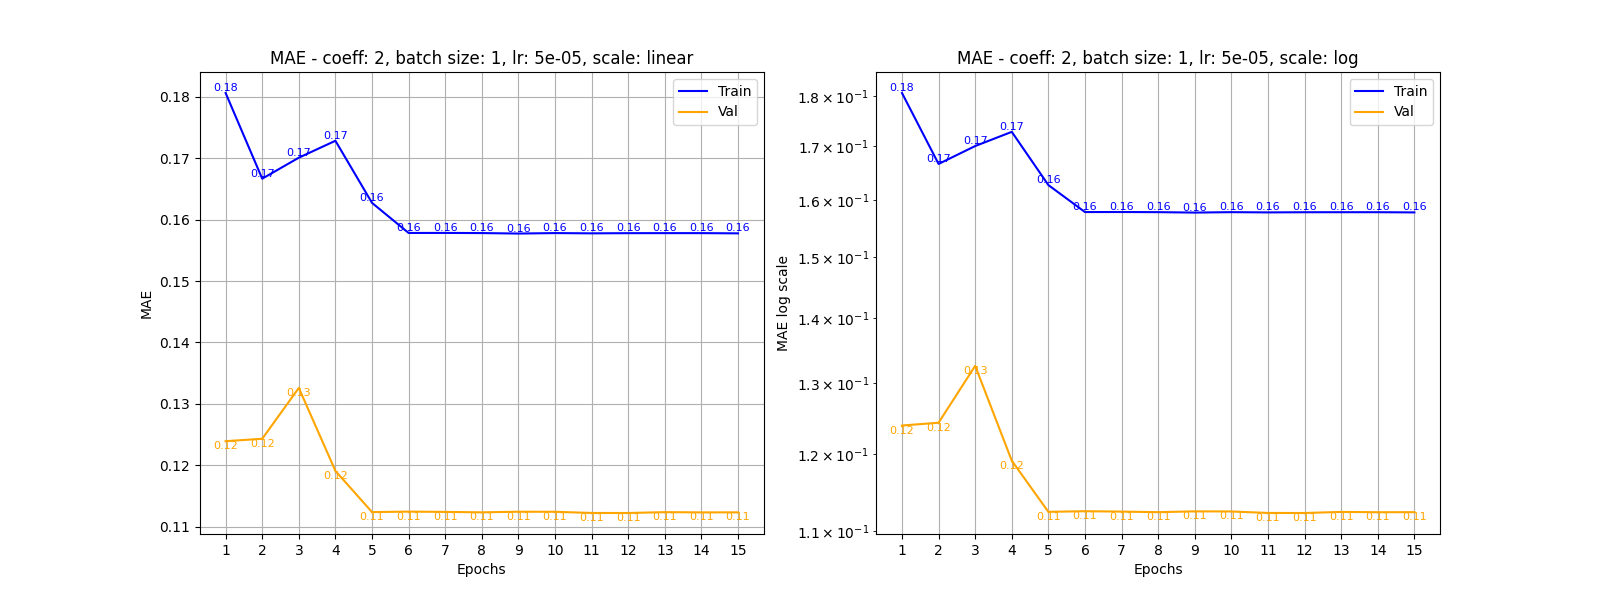 MAE - coeff: 2, batch size: 1, lr: 5e-05, scale: linear
Train
Val
0.18
0.17
0.16
0.15
0.14
0.13
0.12
0.11
MAE
0.18
0.17
0.17
0.17
0.16
0.16 0.16 0.16 0.16 0.16 0.16 0.16 0.16 0.16 0.16
0.12 0.12
0.13
0.12
0.11 0.11 0.11 0.11 0.11 0.11 0.11 0.11 0.11 0.11 0.11
1 2 3 4 5 6 7 8 9 10 11 12 13 14 15
Epochs
MAE - coeff: 2, batch size: 1, lr: 5e-05, scale: log
Train
Val
1.8 × 10⁻¹
1.7 × 10⁻¹
1.6 × 10⁻¹
1.5 × 10⁻¹
1.4 × 10⁻¹
1.3 × 10⁻¹
1.2 × 10⁻¹
1.1 × 10⁻¹
MAE log scale
0.18
0.17
0.17
0.17
0.16
0.16 0.16 0.16 0.16 0.16 0.16 0.16 0.16 0.16 0.16
0.12 0.12
0.13
0.12
0.11 0.11 0.11 0.11 0.11 0.11 0.11 0.11 0.11 0.11 0.11
1 2 3 4 5 6 7 8 9 10 11 12 13 14 15
Epochs